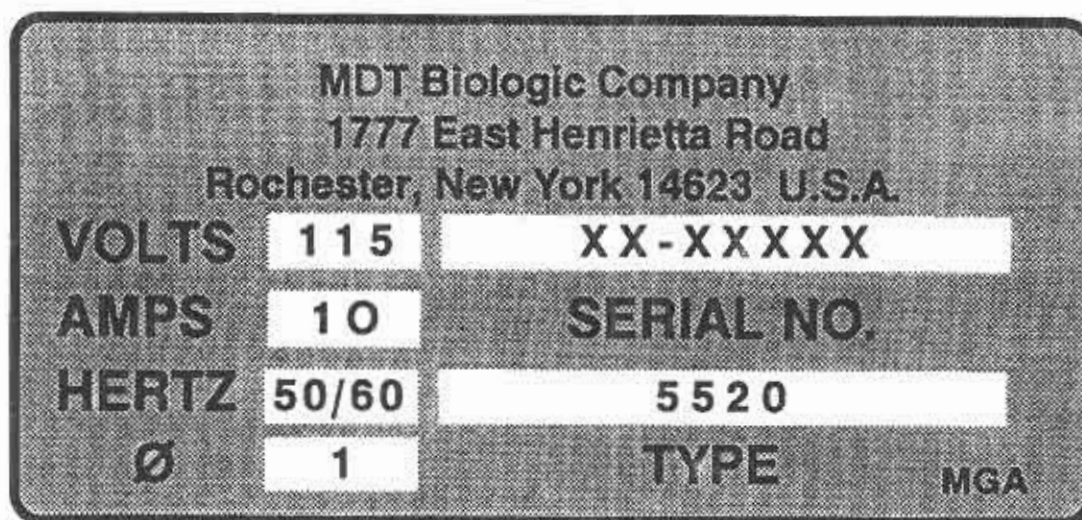 MDT Biologic Company
1777 East Henrietta Road
Rochester, New York 14623 U.S.A.
VOLTS 115 XX-XXXXX
AMPS 10 SERIAL NO.
HERTZ 50/60 5520
Ø 1 TYPE MGA